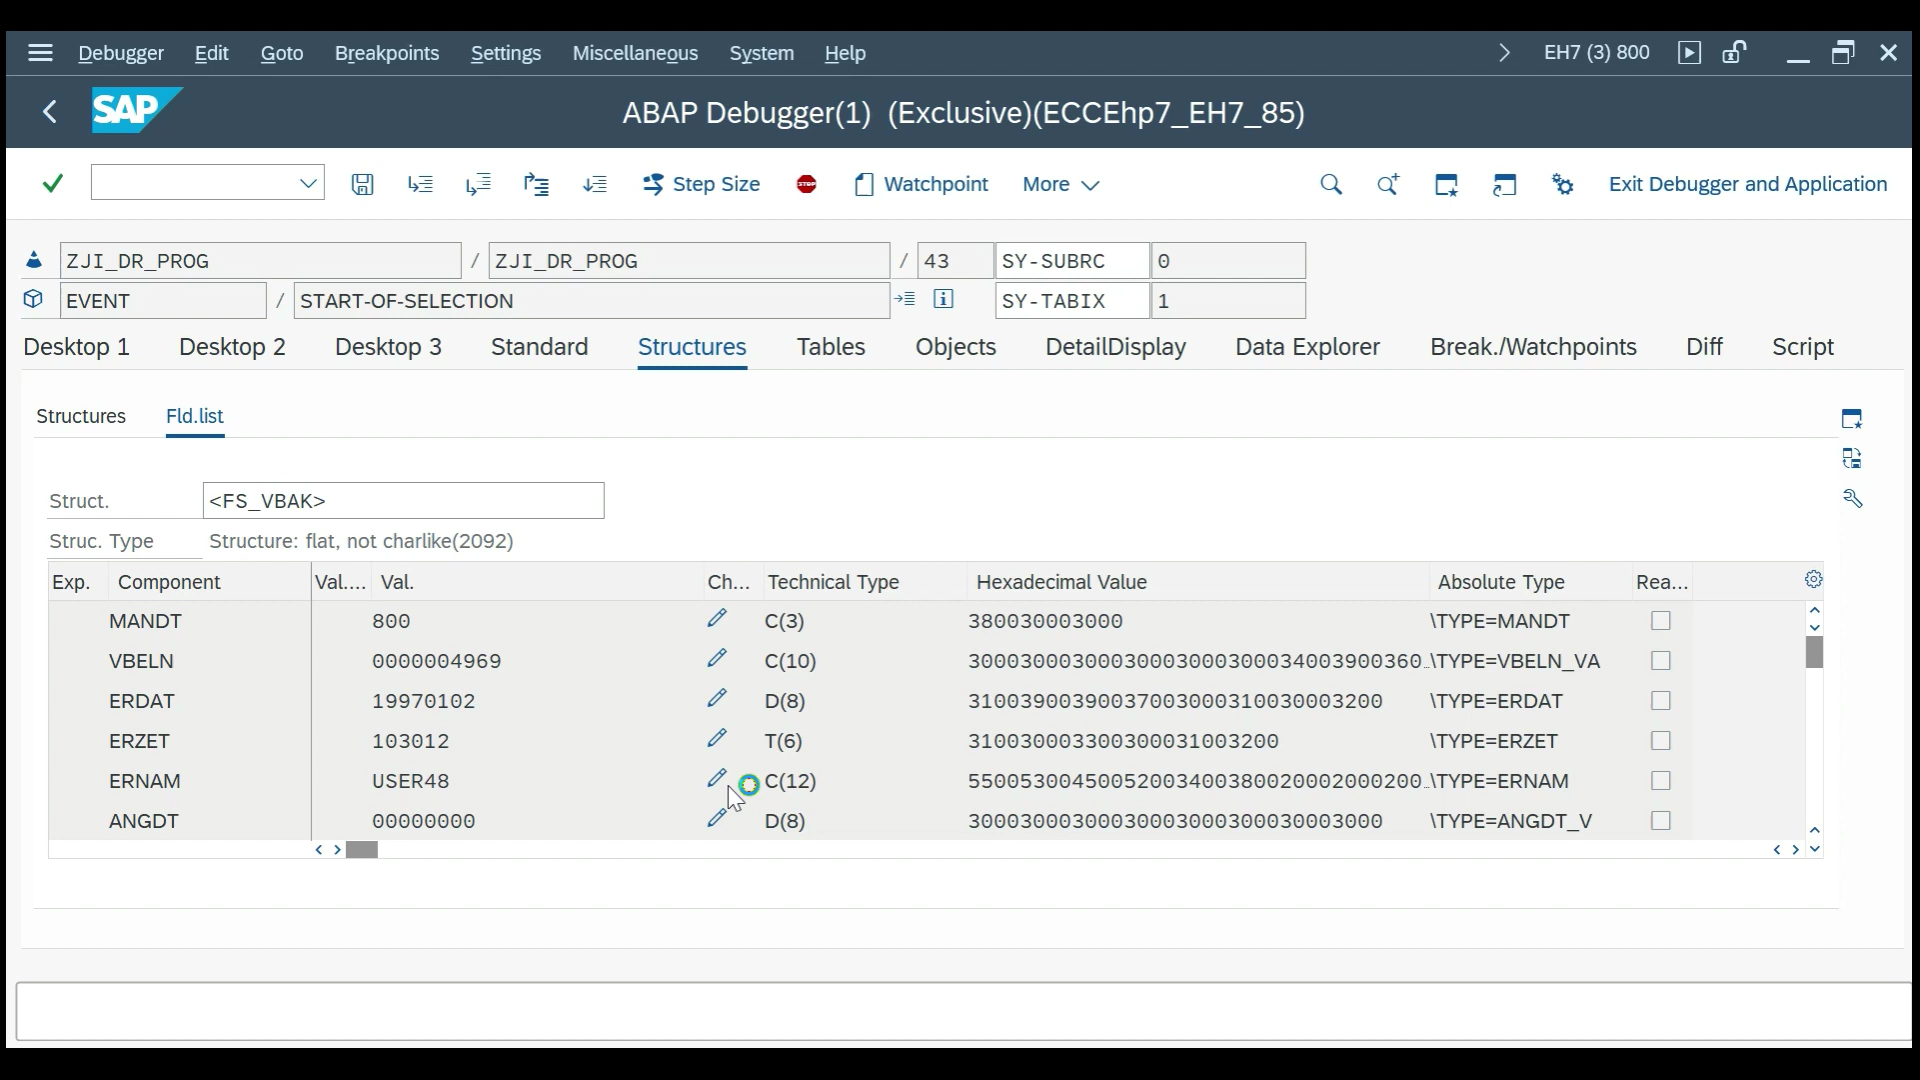 Debugger Edit Goto Breakpoints Settings Miscellaneous System Help EH7 (3) 800
SAP ABAP Debugger(1) (Exclusive)(ECCEhp7_EH7_85)
Step Size STOP Watchpoint More Exit Debugger and Application
ZJI_DR_PROG / ZJI_DR_PROG / 43 SY-SUBRC 0
EVENT / START-OF-SELECTION SY-TABIX 1
Desktop 1 Desktop 2 Desktop 3 Standard Structures Tables Objects DetailDisplay Data Explorer Break./Watchpoints Diff Script
Structures Fld.list
Struct. <FS_VBAK>
Struc. Type Structure: flat, not charlike(2092)
Exp. Component Val.... Val. Ch... Technical Type Hexadecimal Value Absolute Type Rea...
MANDT 800 C(3) 380030003000 \TYPE=MANDT
VBELN 0000004969 C(10) 30003000300030003000300034003900360... \TYPE=VBELN_VA
ERDAT 19970102 D(8) 31003900390037003000310030003200 \TYPE=ERDAT
ERZET 103012 T(6) 310030003300300031003200 \TYPE=ERZET
ERNAM USER48 C(12) 55005300450052003400380020002000200... \TYPE=ERNAM
ANGDT 00000000 D(8) 30003000300030003000300030003000 \TYPE=ANGDT_V